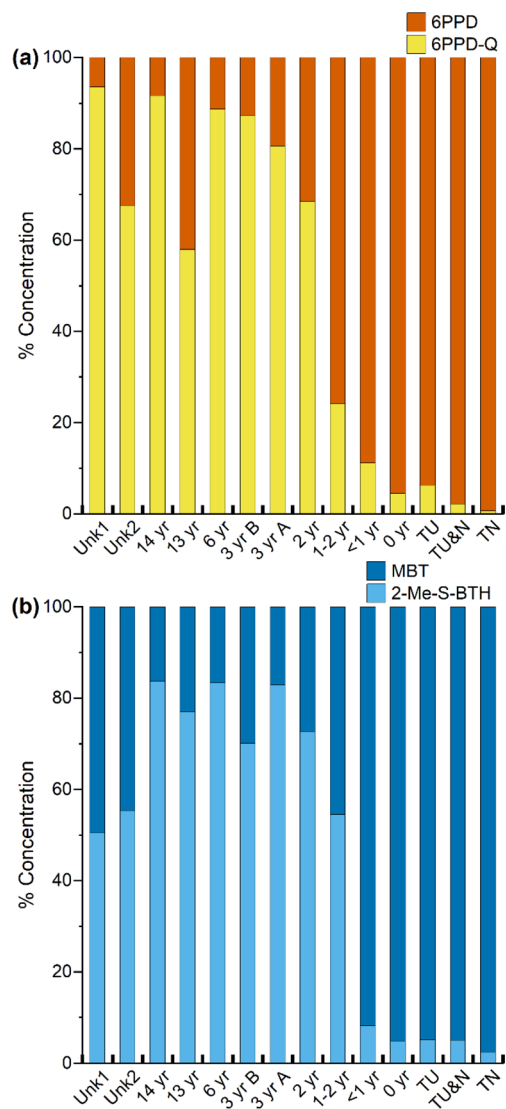 6PPD
(a)
6PPD-Q
100
80
60
40
20
0
% Concentration
Unk1
Unk2
14 yr
13 yr
6 yr
3 yr B
3 yr A
2 yr
1-2 yr
<1 yr
0 yr
TU
TU&N
TN
MBT
(b)
2-Me-S-BTH
100
80
60
40
20
0
% Concentration
Unk1
Unk2
14 yr
13 yr
6 yr
3 yr B
3 yr A
2 yr
1-2 yr
<1 yr
0 yr
TU
TU&N
TN